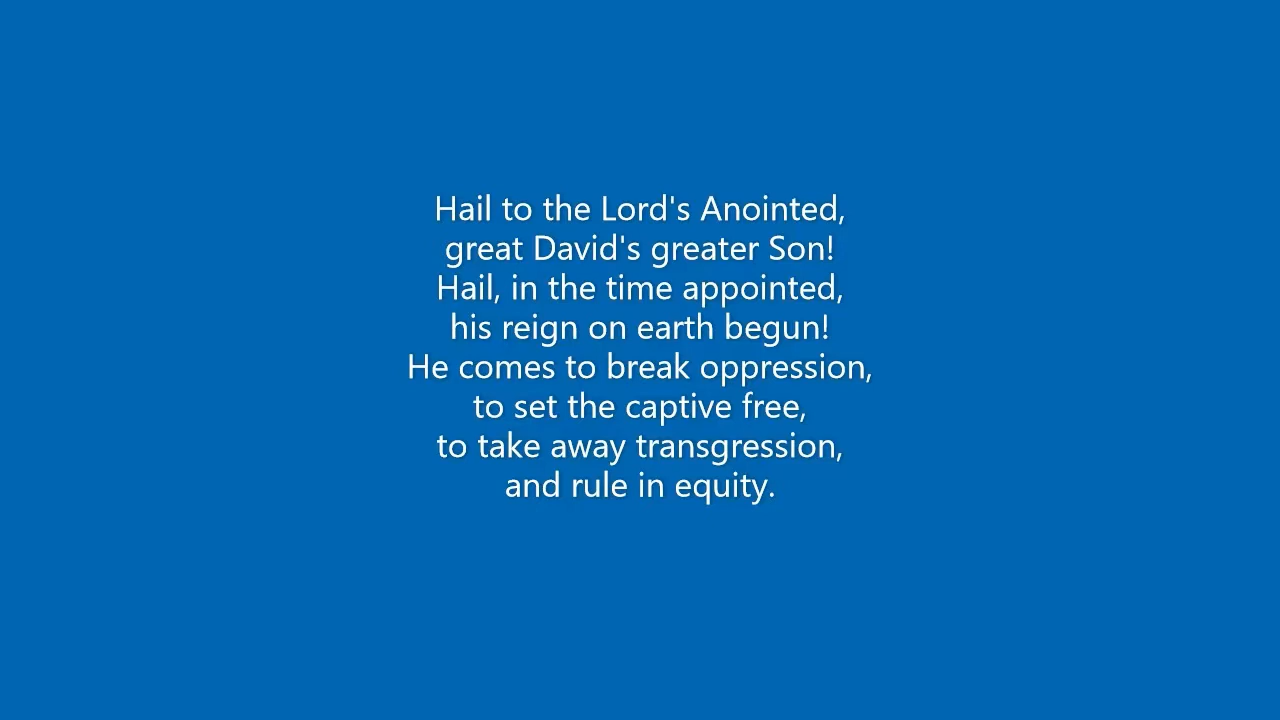 Hail to the Lord's Anointed,
great David's greater Son!
Hail, in the time appointed,
his reign on earth begun!
He comes to break oppression,
to set the captive free,
to take away transgression,
and rule in equity.